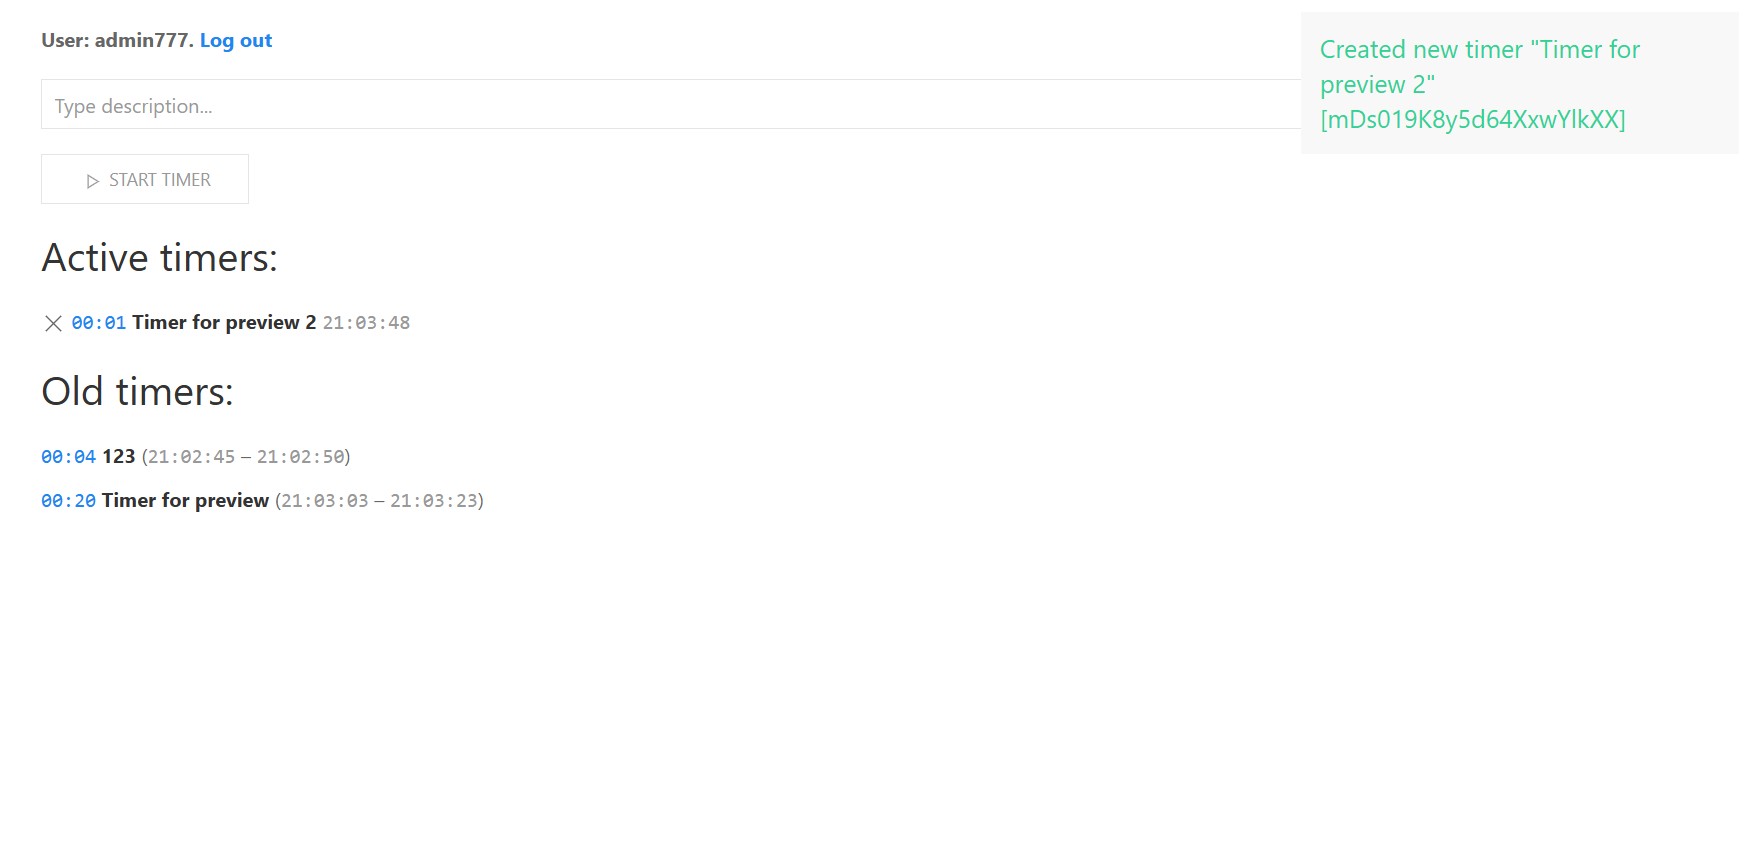 User: admin777. Log out
Created new timer "Timer for
preview 2"
[mDs019K8y5d64XxwYlkXX]
Type description...
START TIMER
Active timers:
00:01 Timer for preview 2 21:03:48
Old timers:
00:04 123 (21:02:45 – 21:02:50)
00:20 Timer for preview (21:03:03 – 21:03:23)